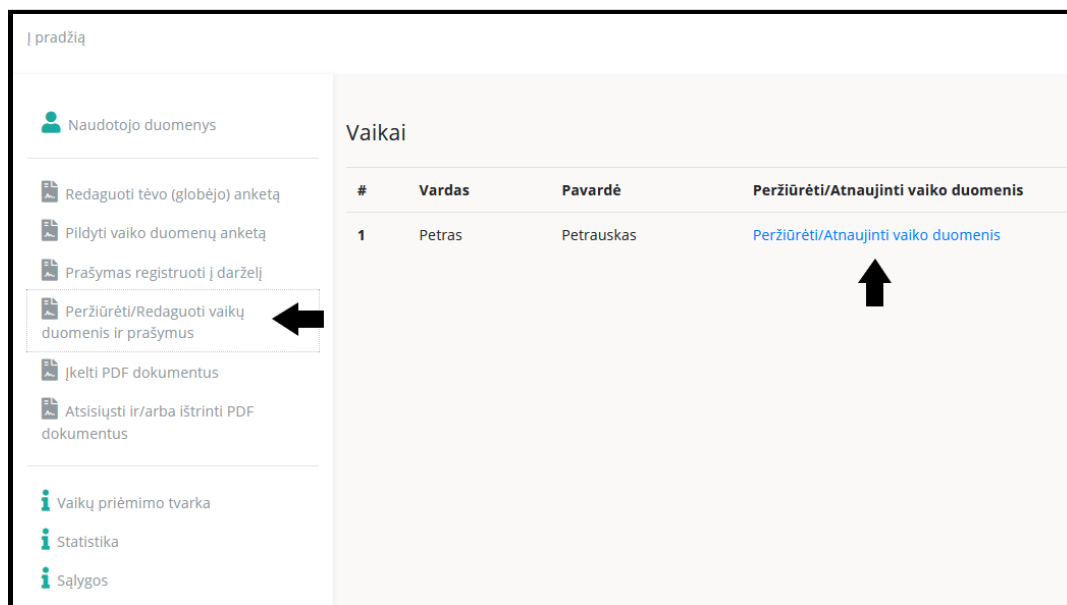 Į pradžią
Naudotojo duomenys
Redaguoti tėvo (globėjo) anketą
Pildyti vaiko duomenų anketą
Prašymas registruoti į darželį
Peržiūrėti/Redaguoti vaikų
duomenis ir prašymus
Įkelti PDF dokumentus
Atsisiųsti ir/arba ištrinti PDF
dokumentus
Vaikų priėmimo tvarka
Statistika
Sąlygos
Vaikai
# Vardas Pavardė Peržiūrėti/Atnaujinti vaiko duomenis
1 Petras Petrauskas Peržiūrėti/Atnaujinti vaiko duomenis